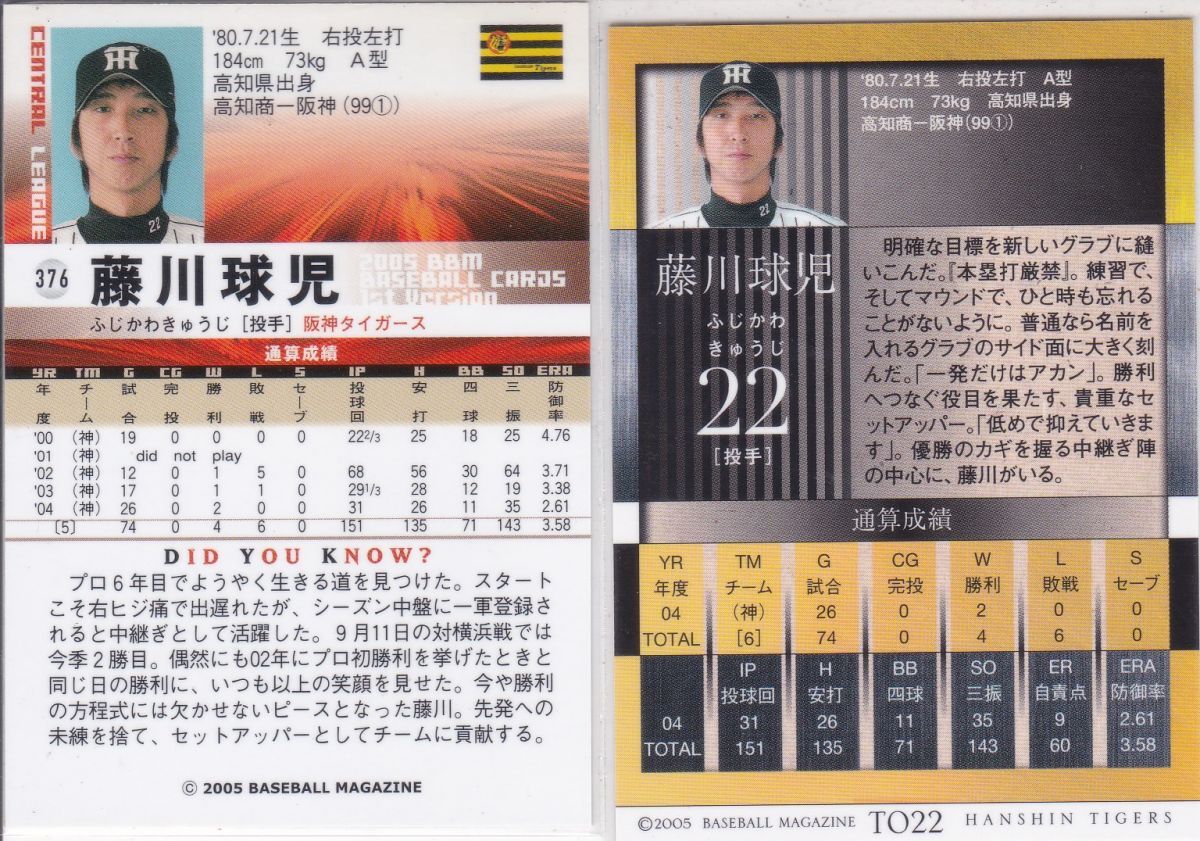 CENTRAL LEAGUE
'80.7.21生 右投左打
184cm 73kg A型
高知県出身
高知商ー阪神(99①)
376 藤川球児
2005 BBM
BASEBALL CARDS
1st Version
ふじかわきゅうじ [投手] 阪神タイガース
通算成績
YR TM G CG W L S IP H BB SO ERA
年度 チーム 試合 完投 勝利 敗戦 セーブ 投球回 安打 四球 三振 防御率
'00 (神) 19 0 0 0 0 22 2/3 25 18 25 4.76
'01 (神) did not play
'02 (神) 12 0 1 5 0 68 56 30 64 3.71
'03 (神) 17 0 1 1 0 29 1/3 28 12 19 3.38
'04 (神) 26 0 2 0 0 31 26 11 35 2.61
[5] 74 0 4 6 0 151 135 71 143 3.58
DID YOU KNOW?
プロ6年目でようやく生きる道を見つけた。スタート
こそ右ヒジ痛で出遅れたが、シーズン中盤に一軍登録さ
れると中継ぎとして活躍した。9月11日の対横浜戦では
今季2勝目。偶然にも02年にプロ初勝利を挙げたときと
同じ日の勝利に、いつも以上の笑顔を見せた。今や勝利
の方程式には欠かせないピースとなった藤川。先発への
未練を捨て、セットアッパーとしてチームに貢献する。
© 2005 BASEBALL MAGAZINE
'80.7.21生 右投左打 A型
184cm 73kg 高知県出身
高知商ー阪神(99①)
藤川球児
ふじかわ
きゅうじ
22
[投手]
明確な目標を新しいグラブに縫
いこんだ。『本塁打厳禁』。練習で、
そしてマウンドで、ひと時も忘れる
ことがないように。普通なら名前を
入れるグラブのサイド面に大きく刻
んだ。「一発だけはアカン」。勝利
へつなぐ役目を果たす、貴重なセ
ットアッパー。「低めで抑えていきま
す」。優勝のカギを握る中継ぎ陣
の中心に、藤川がいる。
通算成績
YR TM G CG W L S
年度 チーム 試合 完投 勝利 敗戦 セーブ
04 (神) 26 0 2 0 0
TOTAL [6] 74 0 4 6 0
IP H BB SO ER ERA
投球回 安打 四球 三振 自責点 防御率
04 31 26 11 35 9 2.61
TOTAL 151 135 71 143 60 3.58
©2005 BASEBALL MAGAZINE TO22 HANSHIN TIGERS